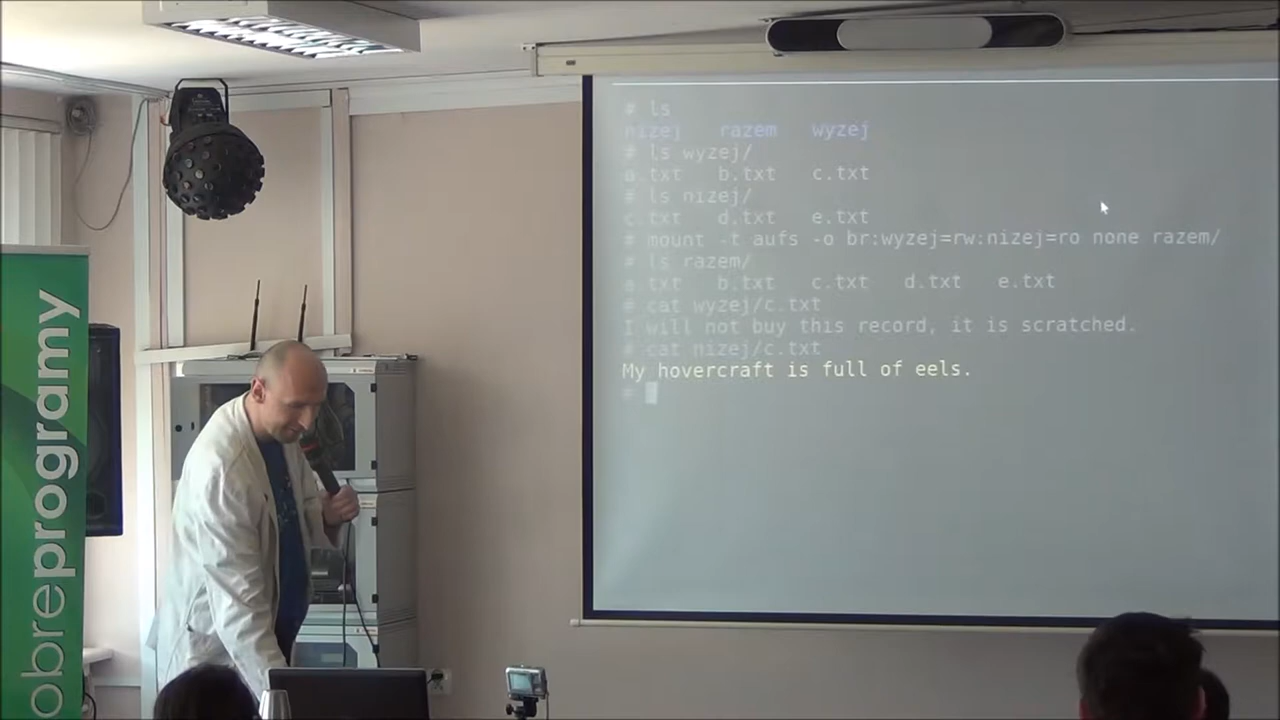 # ls
nizej razem wyzej
# ls wyzej/
a.txt b.txt c.txt
# ls nizej/
c.txt d.txt e.txt
# mount -t aufs -o br:wyzej=rw:nizej=ro none razem/
# ls razem/
a.txt b.txt c.txt d.txt e.txt
# cat wyzej/c.txt
I will not buy this record, it is scratched.
# cat nizej/c.txt
My hovercraft is full of eels.
#
obreprogramy